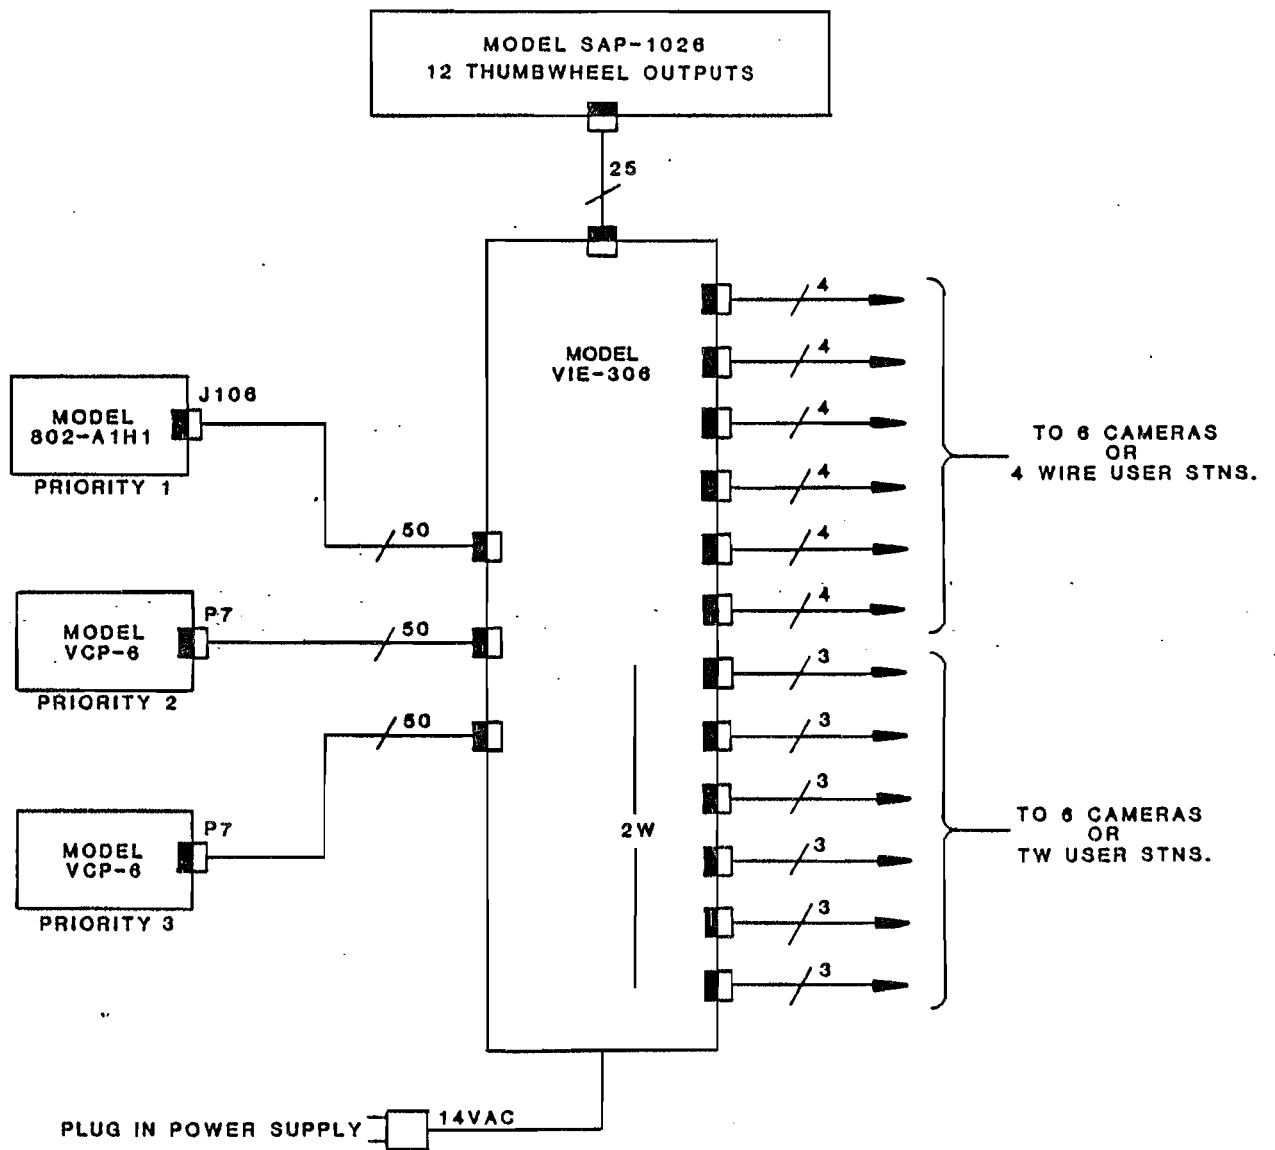 MODEL SAP-1026
12 THUMBWHEEL OUTPUTS
25
MODEL
VIE-306
J106
MODEL
802-A1H1
PRIORITY 1
50
P7
MODEL
VCP-6
PRIORITY 2
50
50
P7
MODEL
VCP-6
PRIORITY 3
2W
4
4
4
4
4
4
TO 6 CAMERAS
OR
4 WIRE USER STNS.
3
3
3
3
3
3
TO 6 CAMERAS
OR
TW USER STNS.
14VAC
PLUG IN POWER SUPPLY